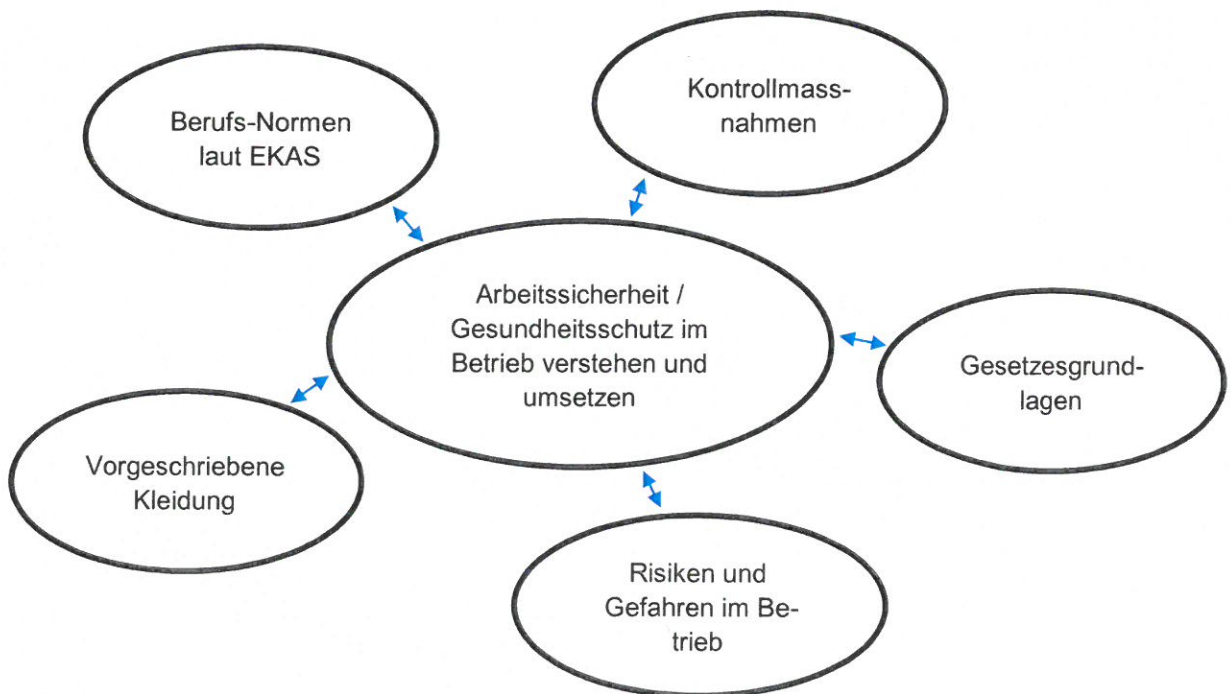 Berufs-Normen
laut EKAS
Kontrollmass-
nahmen
Arbeitssicherheit /
Gesundheitsschutz im
Betrieb verstehen und
umsetzen
Gesetzesgrund-
lagen
Vorgeschriebene
Kleidung
Risiken und
Gefahren im Be-
trieb